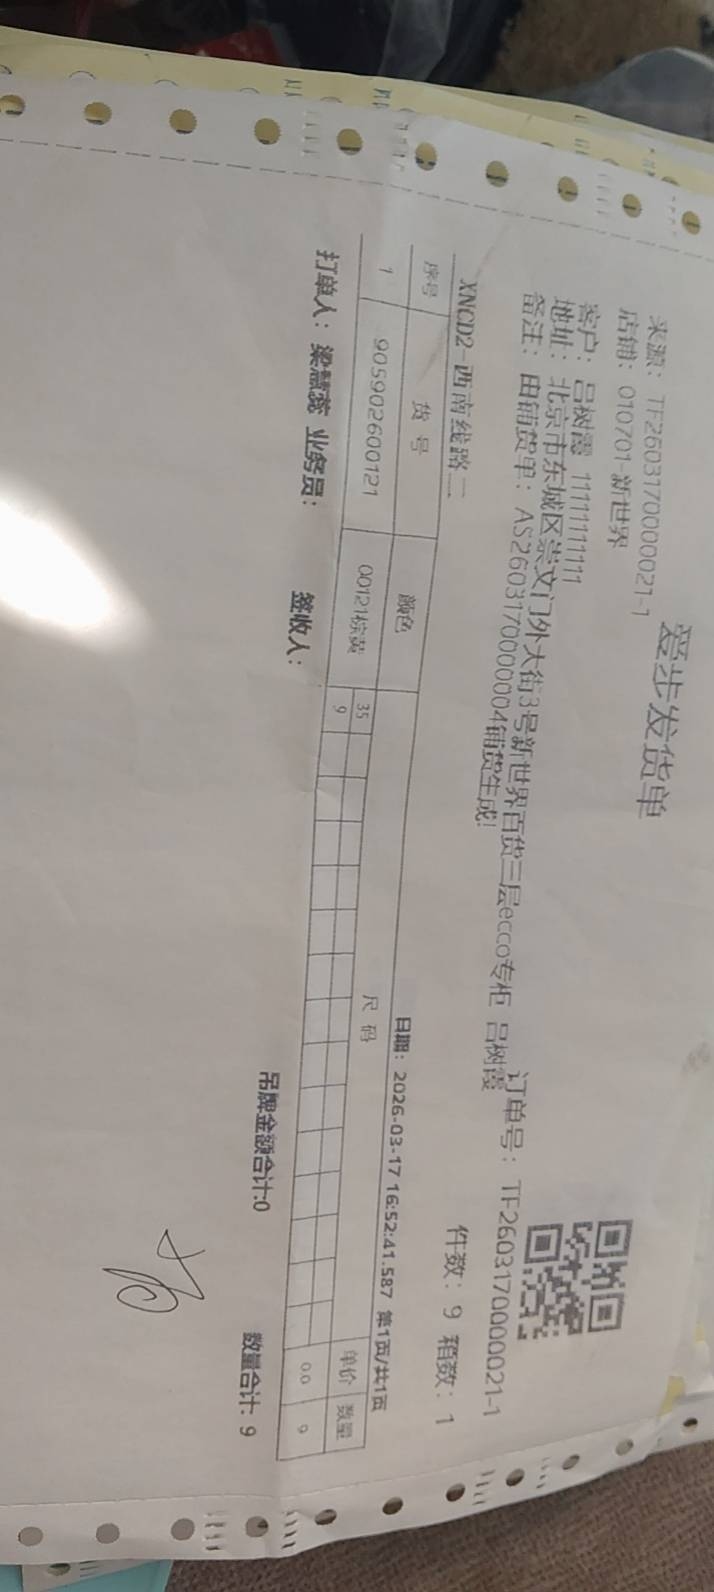 爱步发货单
来源：TF2603170000021-1
订单号：TF2603170000021-1
店铺：010701-新世界
客户：吕树霞 11111111111
件数：9 箱数：1
地址：北京市东城区崇文门外大街3号新世界百货三层ecco专柜 吕树霞
备注：由铺货单：AS2603170000004铺货生成!
XNCD2-西南线路二
日期：2026-03-17 16:52:41.587 第1页/共1页
序号 货号 颜色 尺码 单价 数量
35
1 905902600121 00121棕黄 9 0.0 9
打单人：梁慧蕊 业务员： 签收人： 吊牌金额合计:0 数量合计: 9